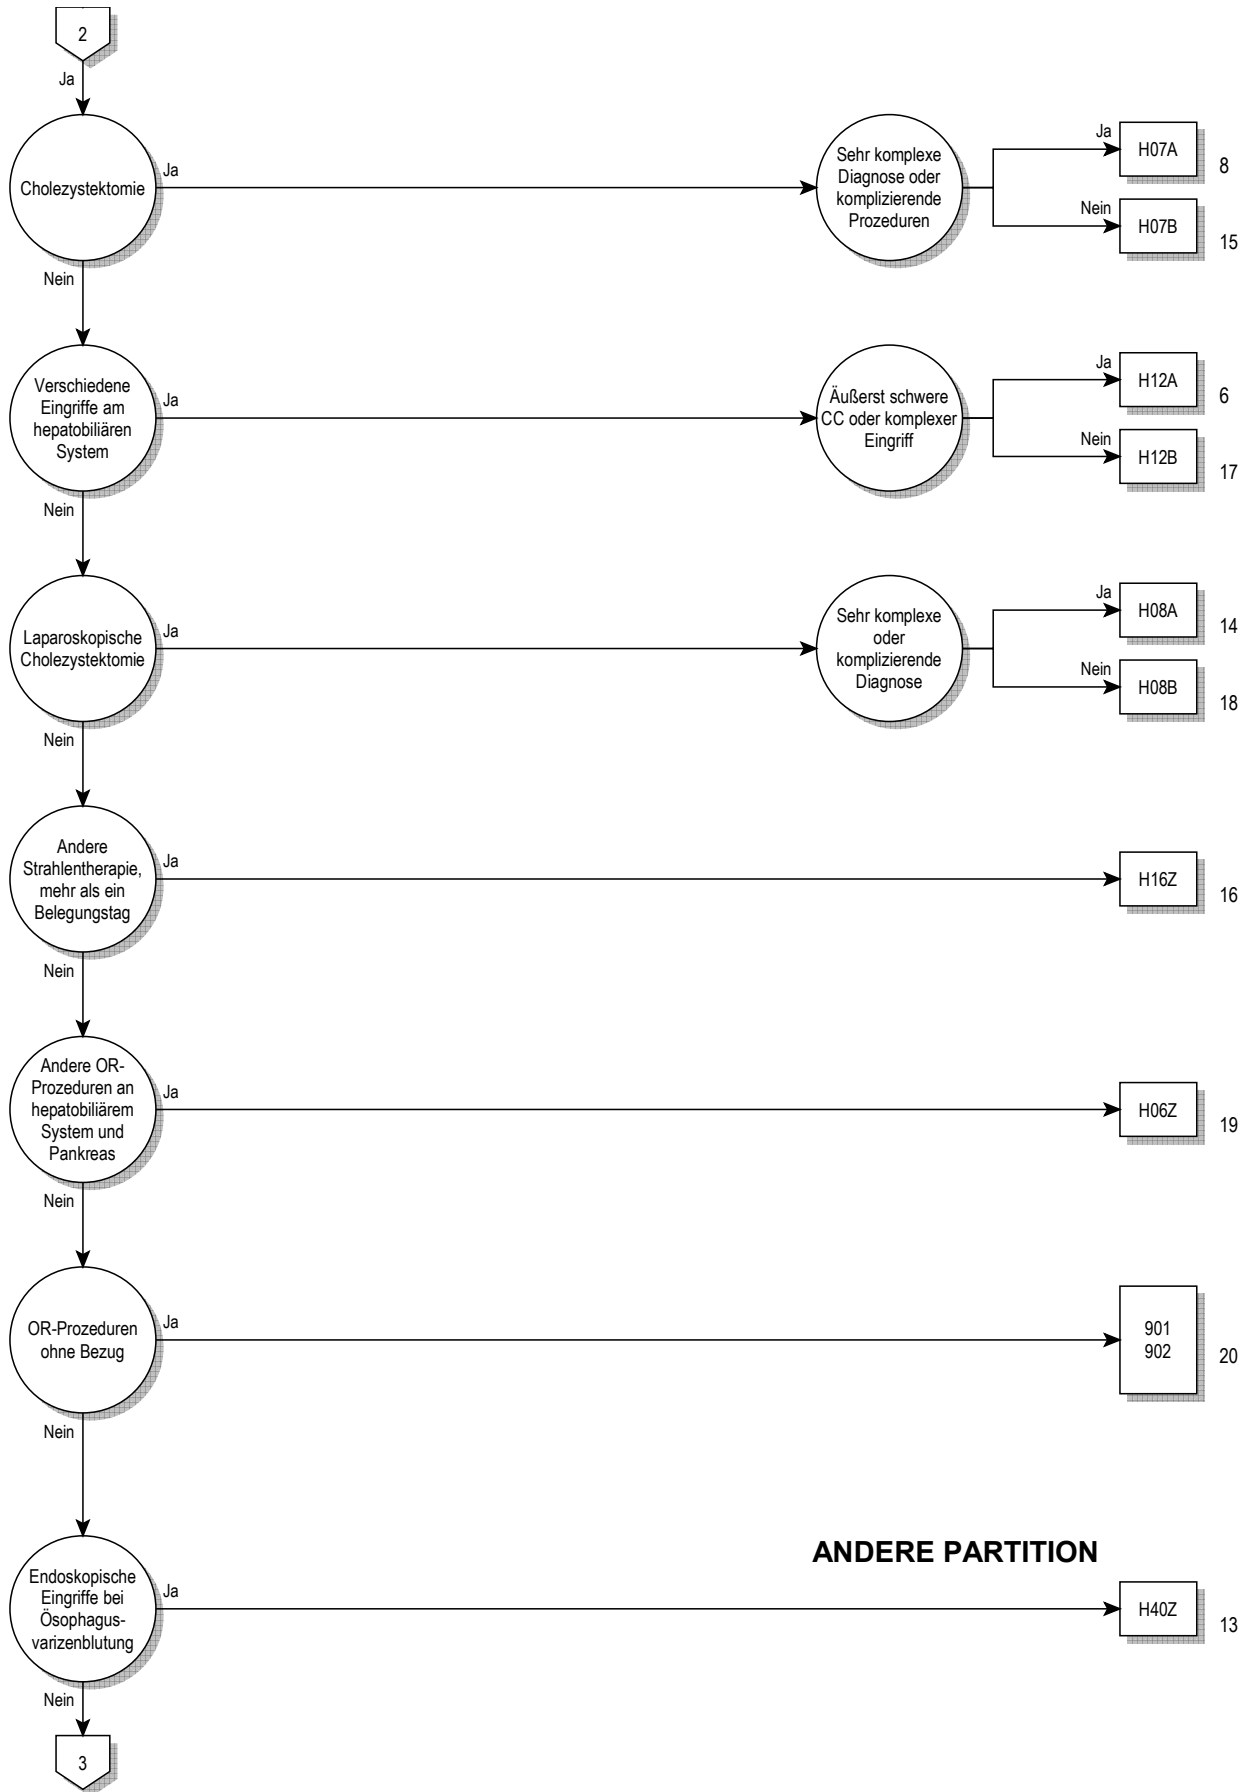 2
Ja
Cholezystektomie
Ja
Sehr komplexe
Diagnose oder
komplizierende
Prozeduren
Ja
H07A
8
Nein
H07B
15
Nein
Verschiedene
Eingriffe am
hepatobiliären
System
Ja
Äußerst schwere
CC oder komplexer
Eingriff
Ja
H12A
6
Nein
H12B
17
Nein
Laparoskopische
Cholezystektomie
Ja
Sehr komplexe
oder
komplizierende
Diagnose
Ja
H08A
14
Nein
H08B
18
Nein
Andere
Strahlentherapie,
mehr als ein
Belegungstag
Ja
H16Z
16
Nein
Andere OR-
Prozeduren an
hepatobiliärem
System und
Pankreas
Ja
H06Z
19
Nein
OR-Prozeduren
ohne Bezug
Ja
901
902
20
Nein
ANDERE PARTITION
Endoskopische
Eingriffe bei
Ösophagus-
varizenblutung
Ja
H40Z
13
Nein
3